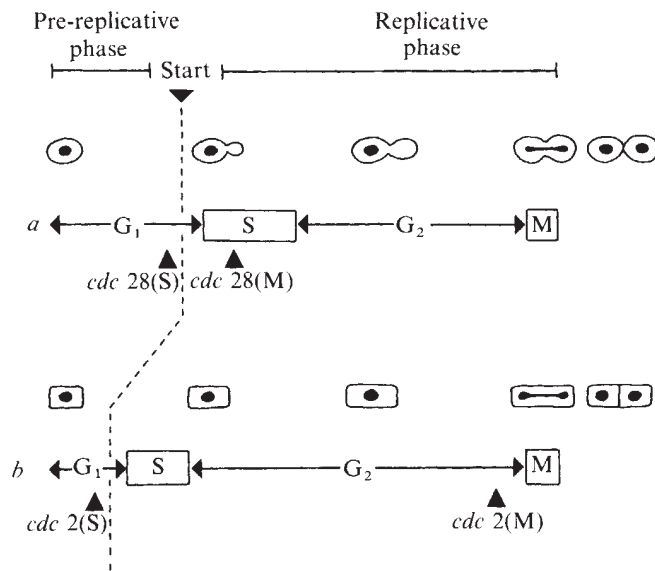 Pre-replicative phase
Replicative phase
Start
a
G₁
S
G₂
M
cdc 28(S)
cdc 28(M)
b
G₁
S
G₂
M
cdc 2(S)
cdc 2(M)